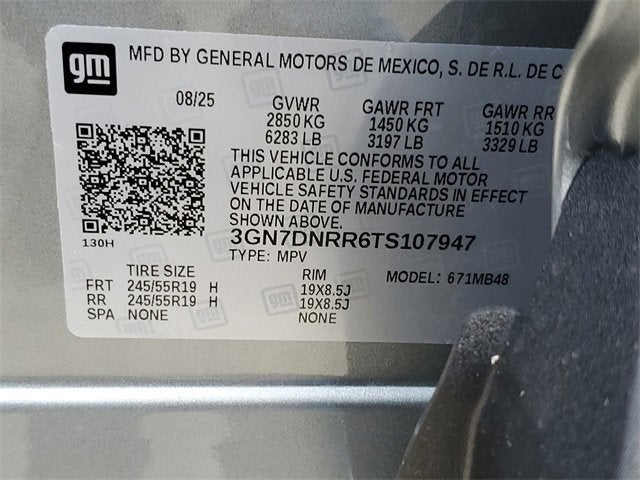 gm MFD BY GENERAL MOTORS DE MEXICO, S. DE R.L. DE C
08/25 GVWR GAWR FRT GAWR RR
2850 KG 1450 KG 1510 KG
6283 LB 3197 LB 3329 LB
THIS VEHICLE CONFORMS TO ALL
APPLICABLE U.S. FEDERAL MOTOR
VEHICLE SAFETY STANDARDS IN EFFECT
ON THE DATE OF MANUFACTURE
SHOWN ABOVE.
130H 3GN7DNRR6TS107947
TYPE: MPV
TIRE SIZE RIM MODEL: 671MB48
FRT 245/55R19 H 19X8.5J
RR 245/55R19 H 19X8.5J
SPA NONE NONE